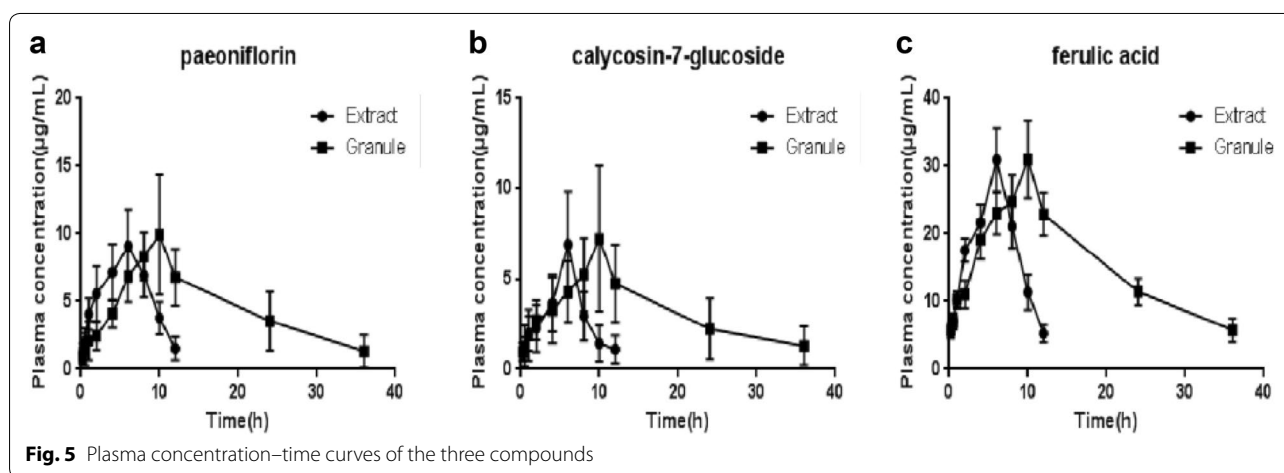 a
paeoniflorin
Plasma concentration(μg/mL)
20
15
10
5
0
0 10 20 30 40
Time(h)
Extract
Granule
b
calycosin-7-glucoside
Plasma concentration(μg/mL)
15
10
5
0
0 10 20 30 40
Time(h)
Extract
Granule
c
ferulic acid
Plasma concentration(μg/mL)
40
30
20
10
0
0 10 20 30 40
Time(h)
Extract
Granule
Fig. 5 Plasma concentration–time curves of the three compounds